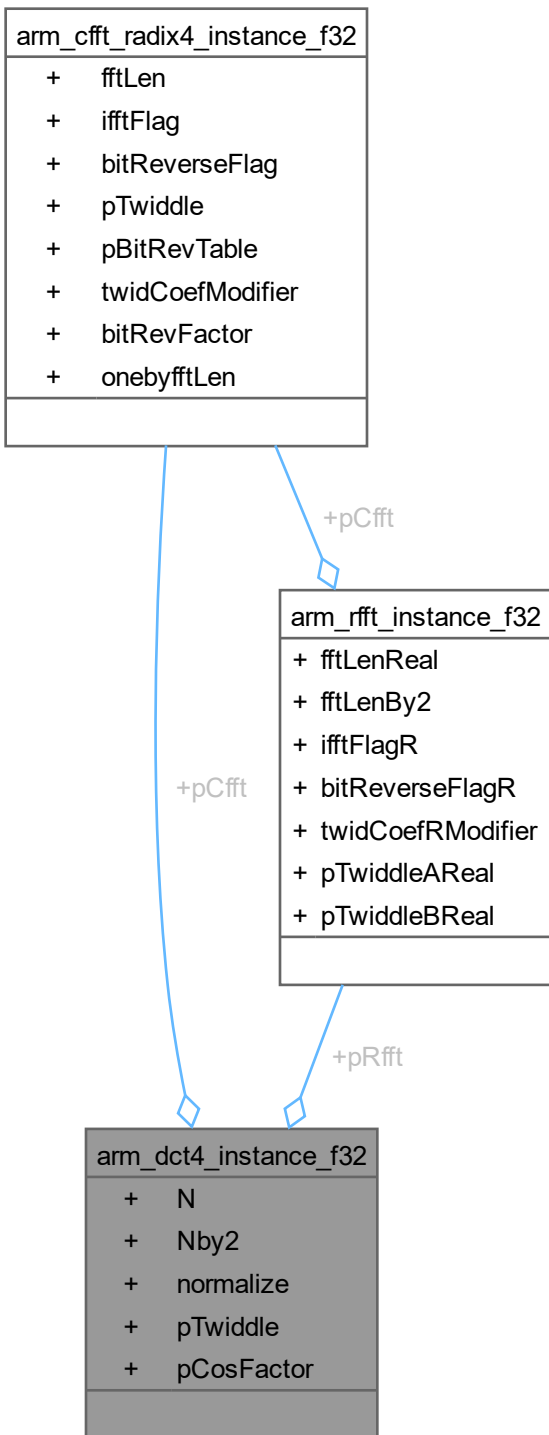 arm_cfft_radix4_instance_f32
+ fftLen
+ ifftFlag
+ bitReverseFlag
+ pTwiddle
+ pBitRevTable
+ twidCoefModifier
+ bitRevFactor
+ onebyfftLen
+pCfft
arm_rfft_instance_f32
+ fftLenReal
+ fftLenBy2
+ ifftFlagR
+ bitReverseFlagR
+ twidCoefRModifier
+ pTwiddleAReal
+ pTwiddleBReal
+pCfft
+pRfft
arm_dct4_instance_f32
+ N
+ Nby2
+ normalize
+ pTwiddle
+ pCosFactor